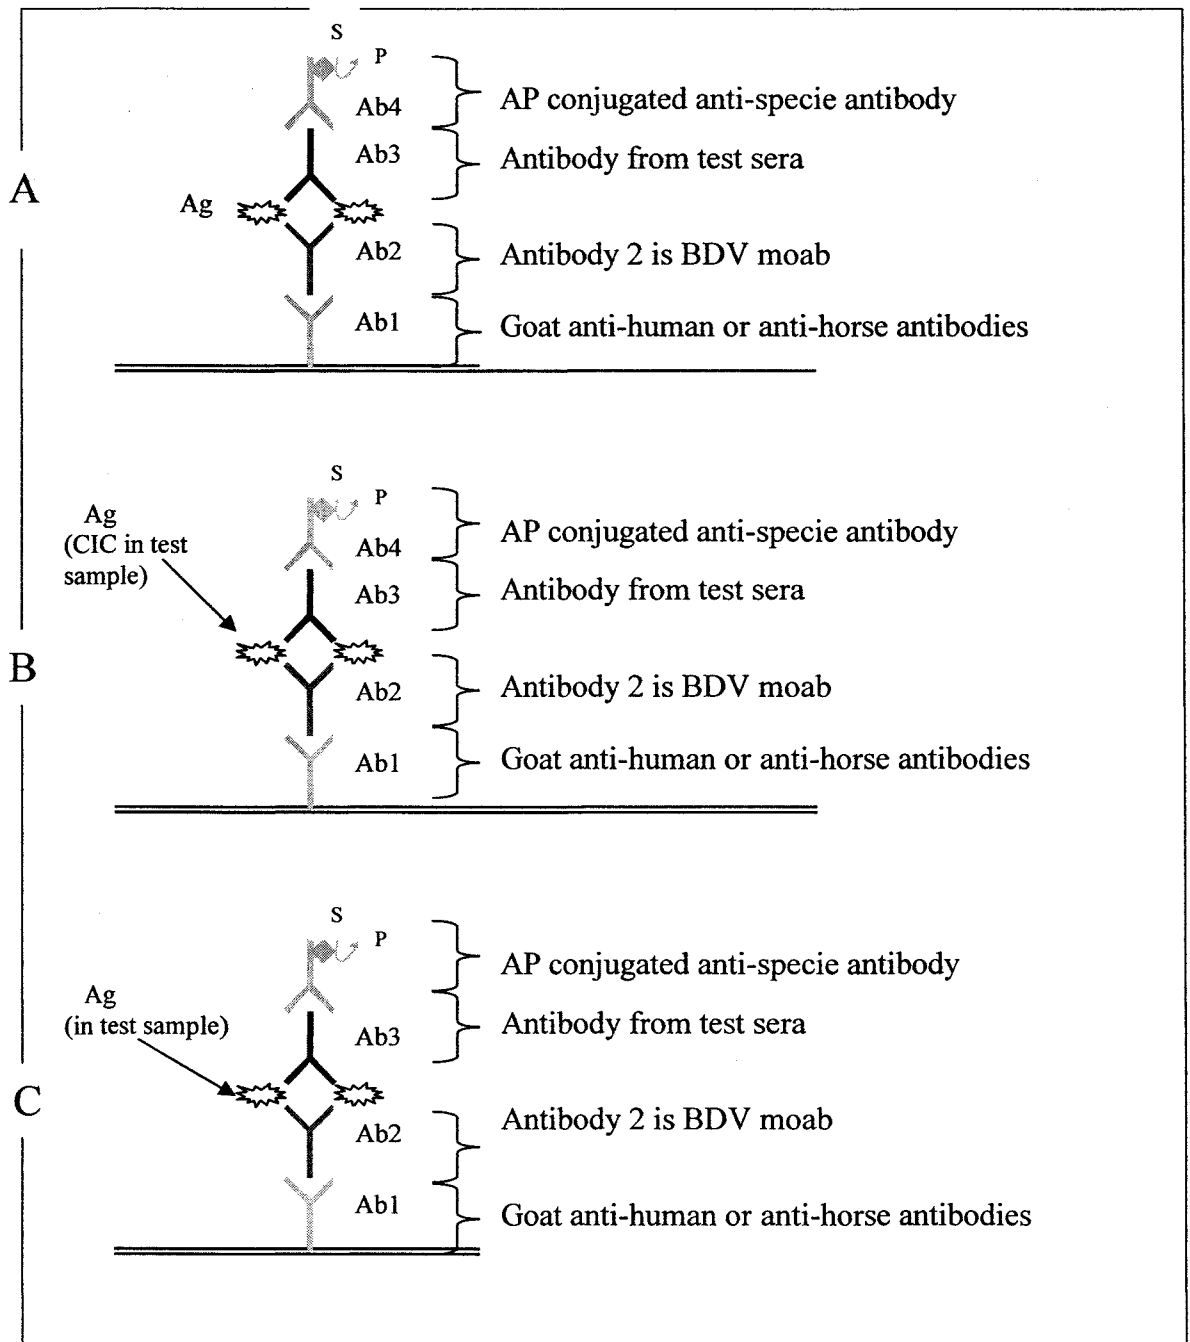 S
P
Ab4
AP conjugated anti-specie antibody
Ab3
Antibody from test sera
A
Ag
Ab2
Antibody 2 is BDV moab
Ab1
Goat anti-human or anti-horse antibodies
S
P
Ag
(CIC in test
sample)
Ab4
AP conjugated anti-specie antibody
Ab3
Antibody from test sera
B
Ab2
Antibody 2 is BDV moab
Ab1
Goat anti-human or anti-horse antibodies
S
P
AP conjugated anti-specie antibody
Ag
(in test sample)
Ab3
Antibody from test sera
C
Ab2
Antibody 2 is BDV moab
Ab1
Goat anti-human or anti-horse antibodies